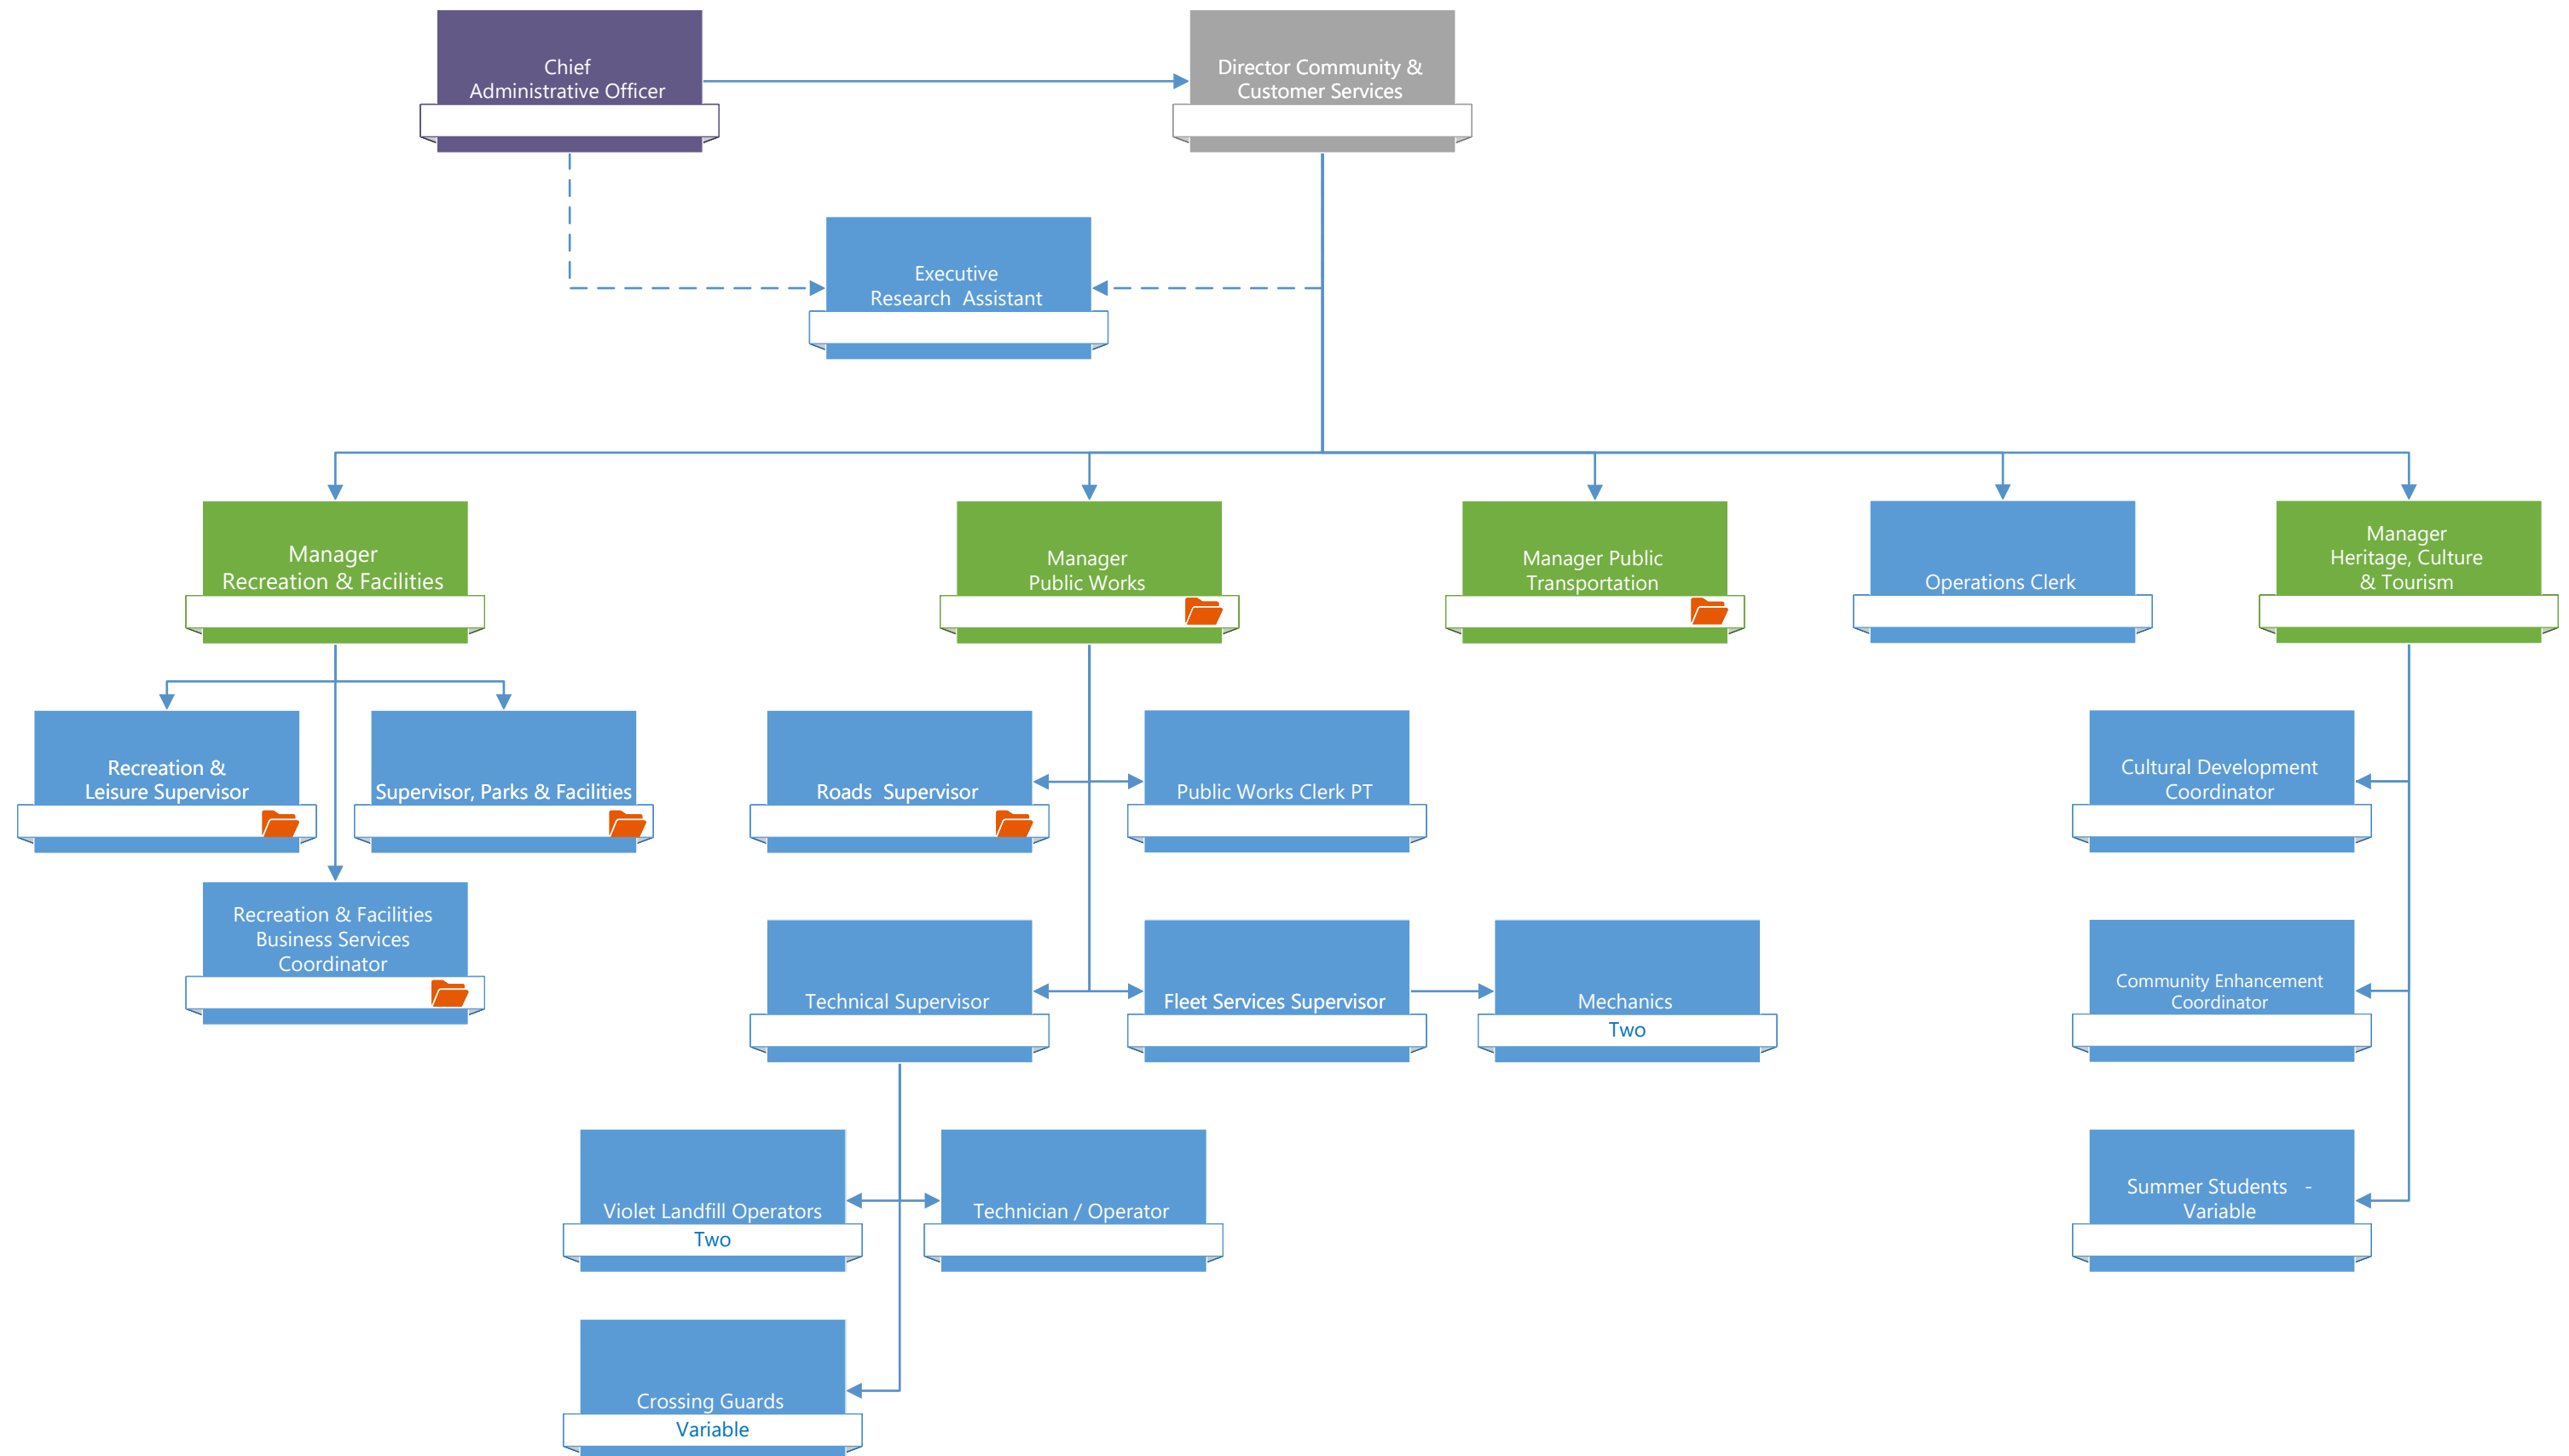 Chief
Administrative Officer
Director Community &
Customer Services
Executive
Research  Assistant
Manager
Recreation & Facilities
Manager
Public Works
Manager Public
Transportation
Operations Clerk
Manager
Heritage, Culture
& Tourism
Recreation &
Leisure Supervisor
Supervisor, Parks & Facilities
Roads  Supervisor
Public Works Clerk PT
Cultural Development
Coordinator
Recreation & Facilities
Business Services
Coordinator
Technical Supervisor
Fleet Services Supervisor
Mechanics
Two
Community Enhancement
Coordinator
Violet Landfill Operators
Two
Technician / Operator
Summer Students   -
Variable
Crossing Guards
Variable